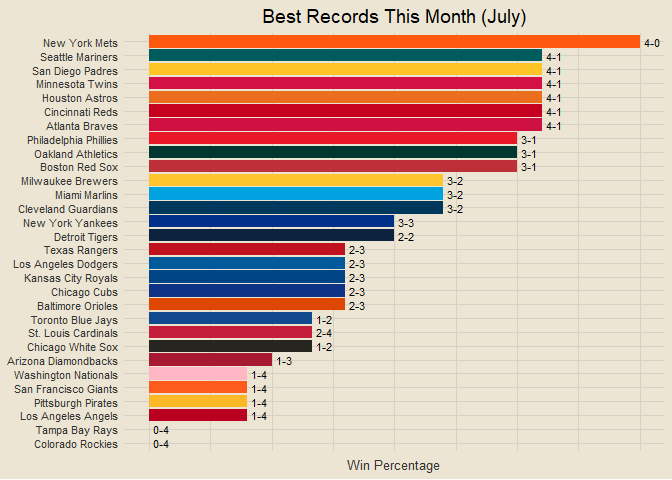 Best Records This Month (July)
New York Mets 4-0
Seattle Mariners 4-1
San Diego Padres 4-1
Minnesota Twins 4-1
Houston Astros 4-1
Cincinnati Reds 4-1
Atlanta Braves 4-1
Philadelphia Phillies 3-1
Oakland Athletics 3-1
Boston Red Sox 3-1
Milwaukee Brewers 3-2
Miami Marlins 3-2
Cleveland Guardians 3-2
New York Yankees 3-3
Detroit Tigers 2-2
Texas Rangers 2-3
Los Angeles Dodgers 2-3
Kansas City Royals 2-3
Chicago Cubs 2-3
Baltimore Orioles 2-3
Toronto Blue Jays 1-2
St. Louis Cardinals 2-4
Chicago White Sox 1-2
Arizona Diamondbacks 1-3
Washington Nationals 1-4
San Francisco Giants 1-4
Pittsburgh Pirates 1-4
Los Angeles Angels 1-4
Tampa Bay Rays 0-4
Colorado Rockies 0-4
Win Percentage